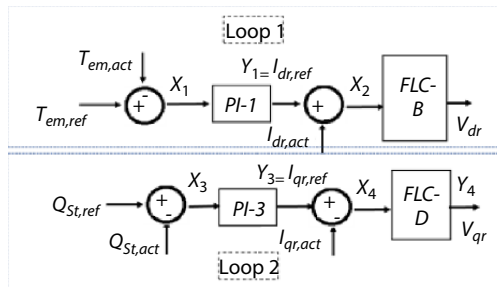 Loop 1
T_em,act
X_1
Y_1= I_dr,ref
X_2
FLC-
B
-
+
PI-1
+
T_em,ref
I_dr,act
V_dr
X_3
Y_3= I_qr,ref
X_4
FLC-
D
Y_4
Q_St,ref
+
-
PI-3
+
-
Q_St,act
I_qr,act
V_qr
Loop 2